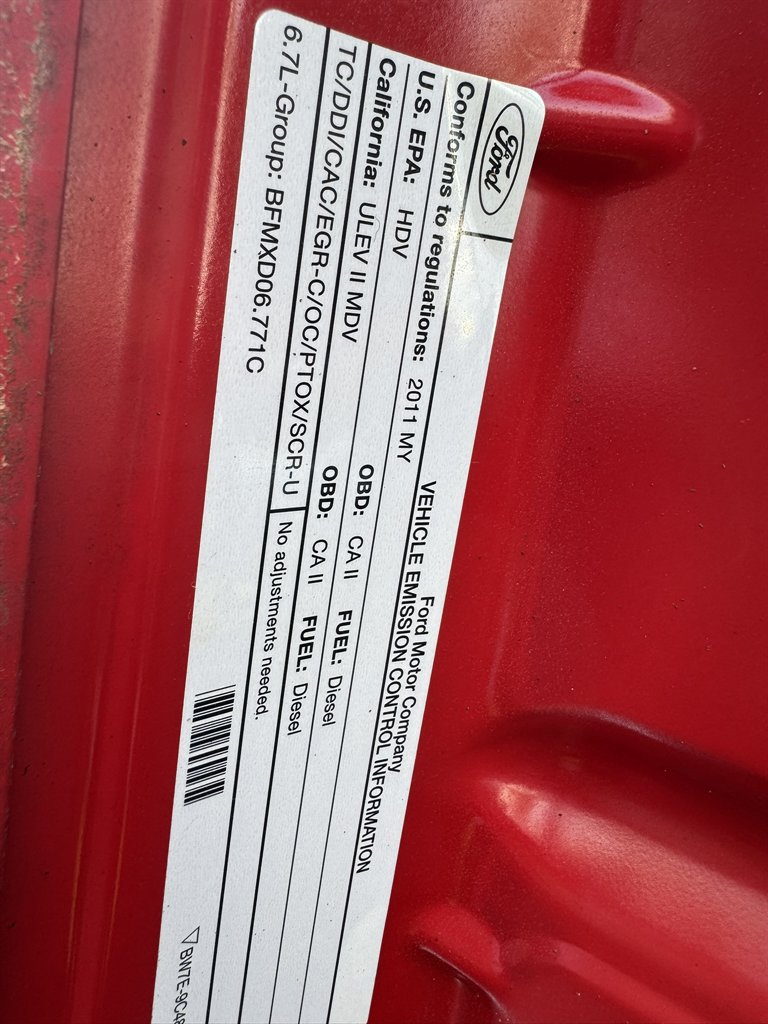 Ford
Ford Motor Company
VEHICLE EMISSION CONTROL INFORMATION
Conforms to regulations: 2011 MY
U.S. EPA: HDV OBD: CA II FUEL: Diesel
California: ULEV II MDV OBD: CA II FUEL: Diesel
TC/DDI/CAC/EGR-C/OC/PTOX/SCR-U No adjustments needed.
6.7L-Group: BFMXD06.771C